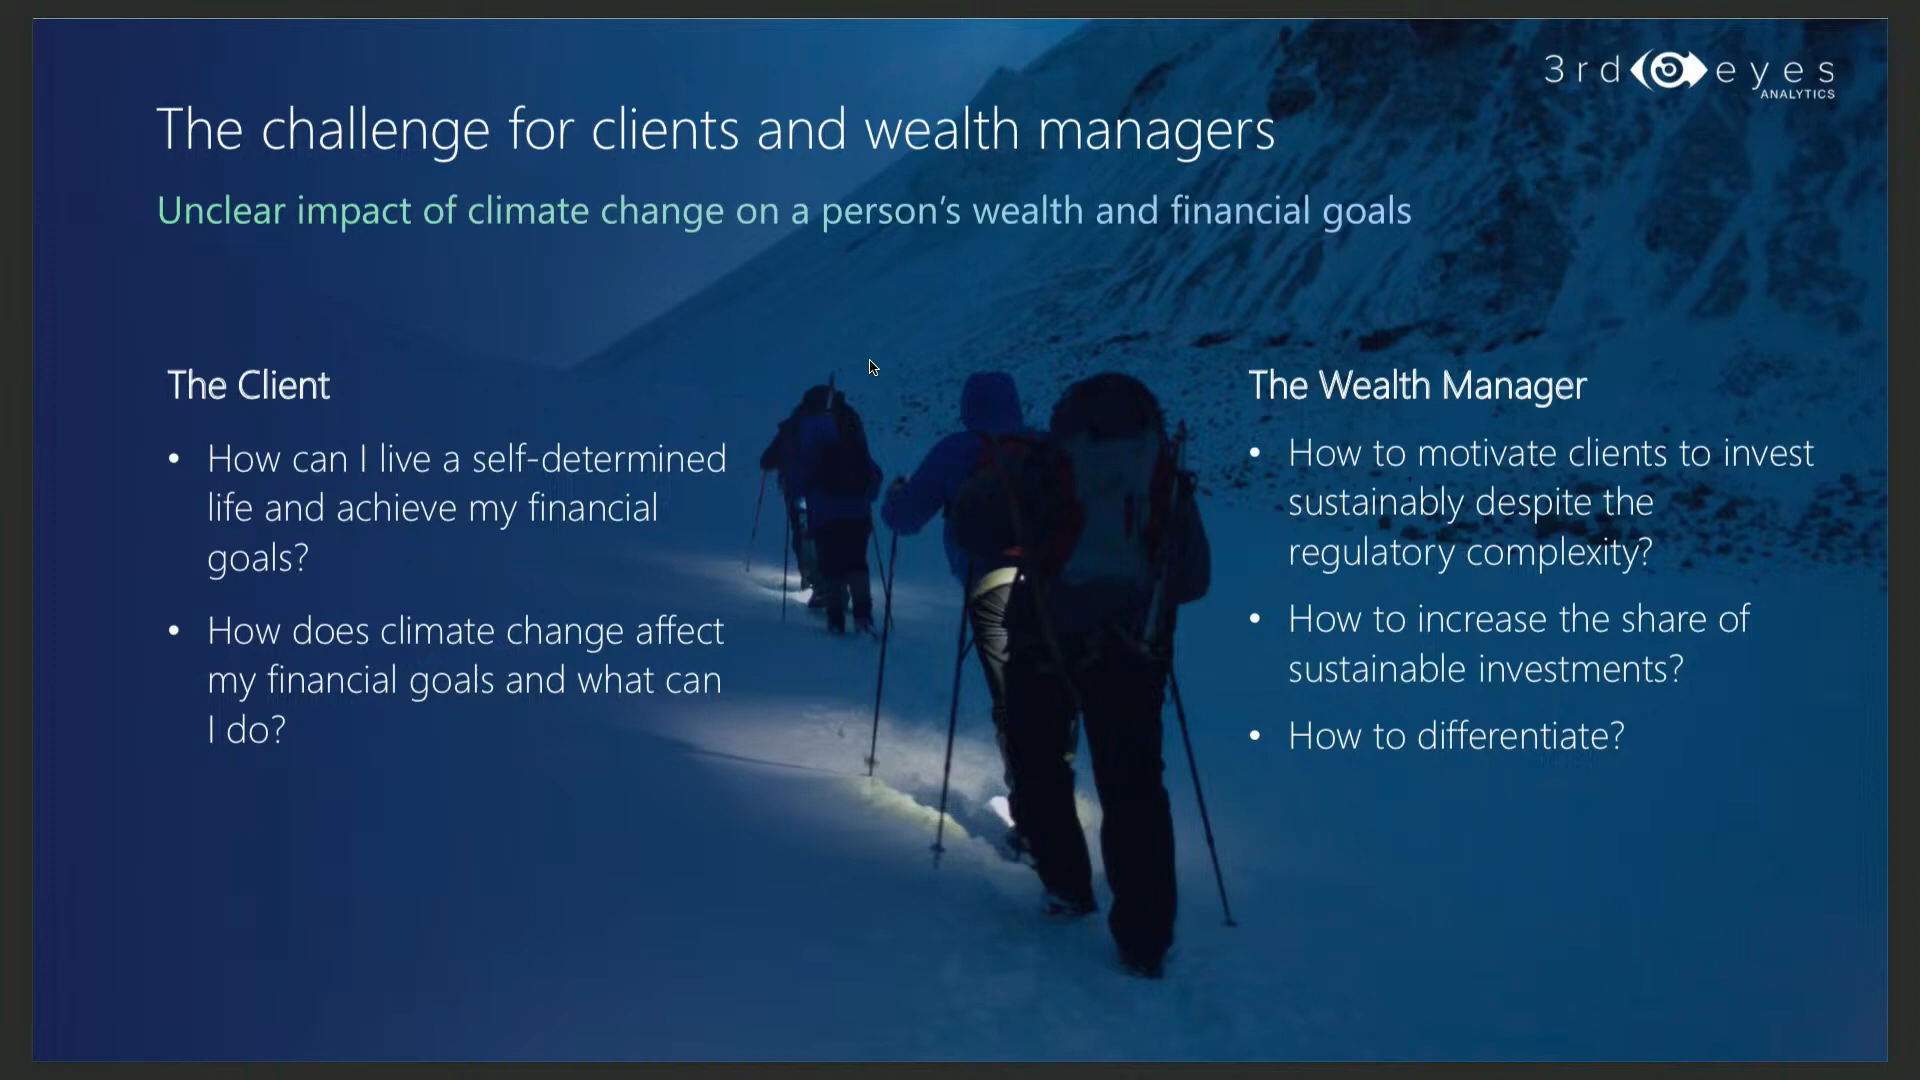 3rd eyes
ANALYTICS
The challenge for clients and wealth managers
Unclear impact of climate change on a person’s wealth and financial goals
The Client
• How can I live a self-determined
life and achieve my financial
goals?
• How does climate change affect
my financial goals and what can
I do?
The Wealth Manager
• How to motivate clients to invest
sustainably despite the
regulatory complexity?
• How to increase the share of
sustainable investments?
• How to differentiate?